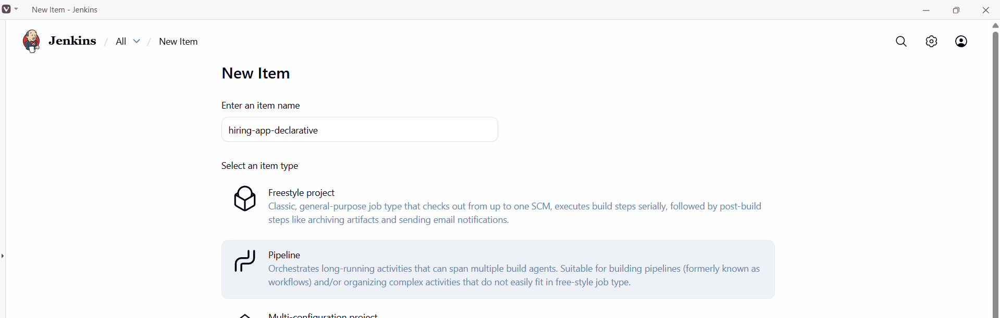 New Item - Jenkins
Jenkins / All / New Item
New Item
Enter an item name
hiring-app-declarative
Select an item type
Freestyle project
Classic, general-purpose job type that checks out from up to one SCM, executes build steps serially, followed by post-build
steps like archiving artifacts and sending email notifications.
Pipeline
Orchestrates long-running activities that can span multiple build agents. Suitable for building pipelines (formerly known as
workflows) and/or organizing complex activities that do not easily fit in free-style job type.
Multi-configuration project